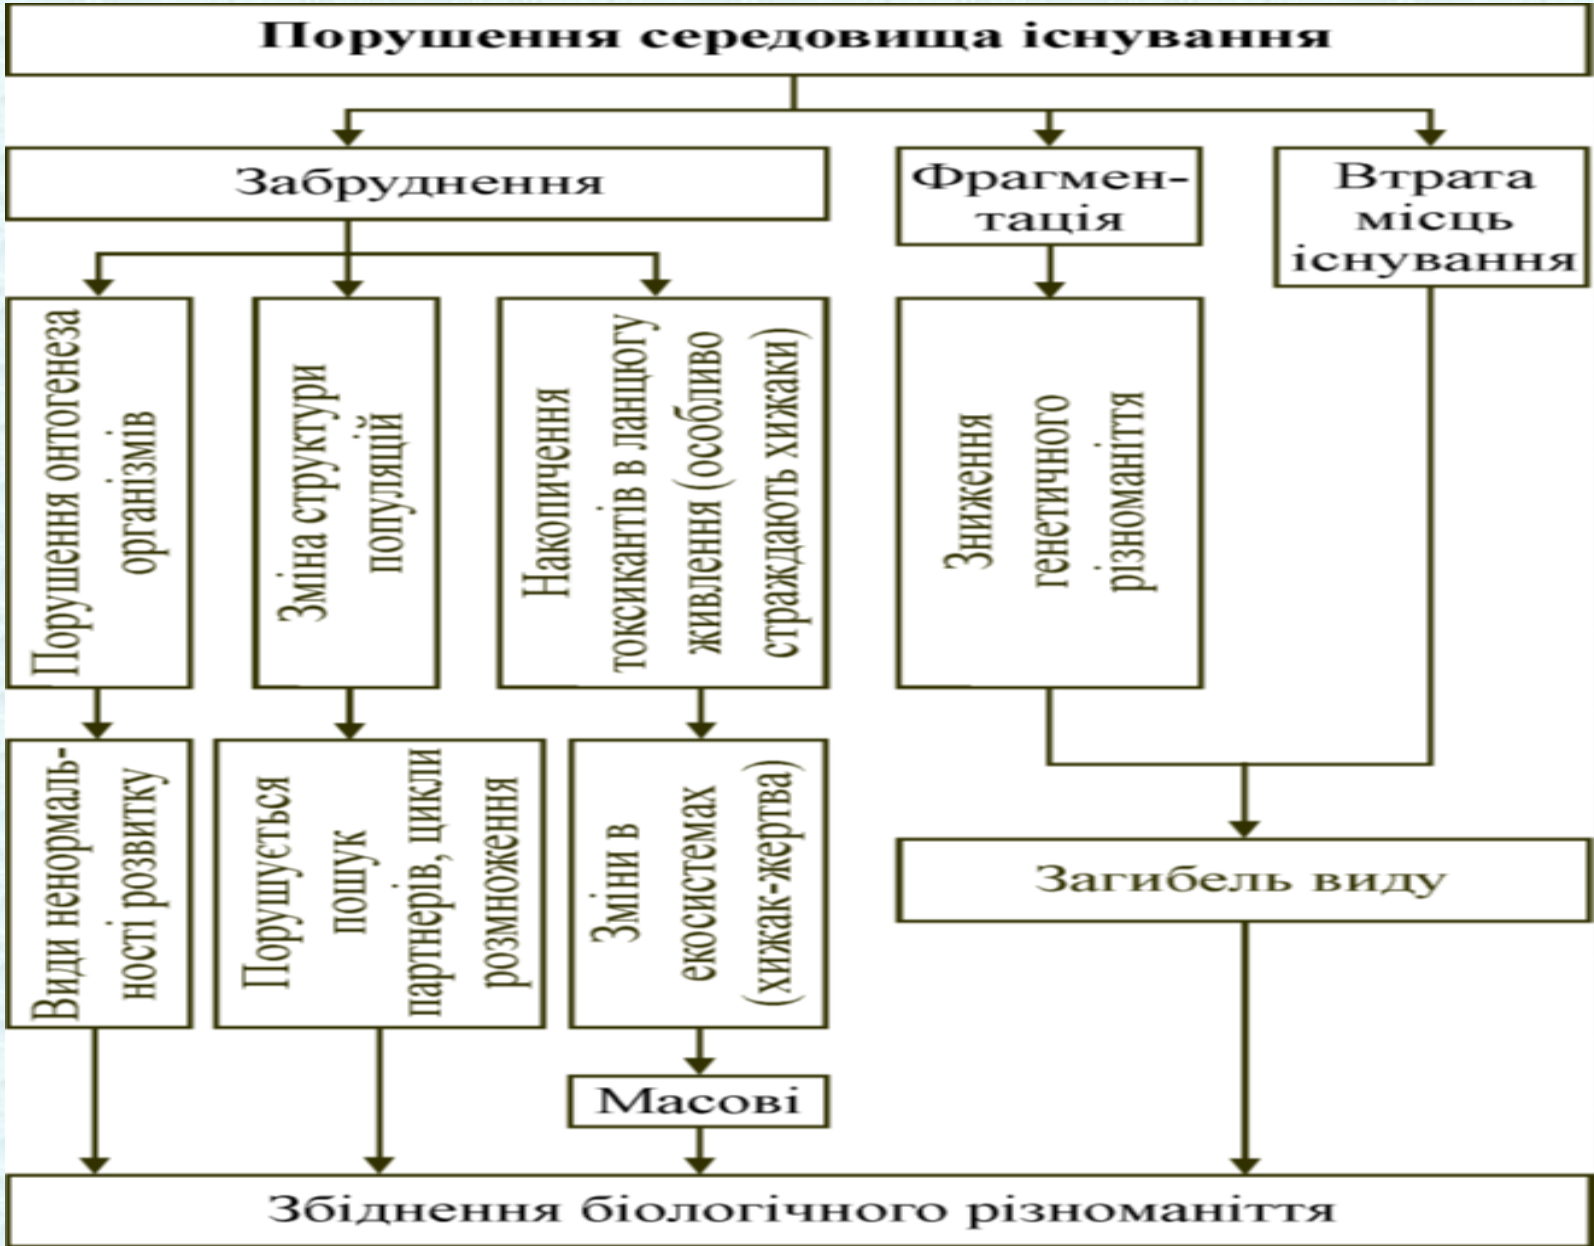 Порушення середовища існування
Забруднення
Фрагмен-
тація
Втрата
місць
існування
Порушення онтогенеза
організмів
Зміна структури
популяцій
Накопичення
токсикантів в ланцюгу
живлення (особливо
страждають хижаки)
Зниження
генетичного
різноманіття
Види ненормаль-
ності розвитку
Порушується
пошук
партнерів, цикли
розмноження
Зміни в
екосистемах
(хижак-жертва)
Загибель виду
Масові
Збіднення біологічного різноманіття